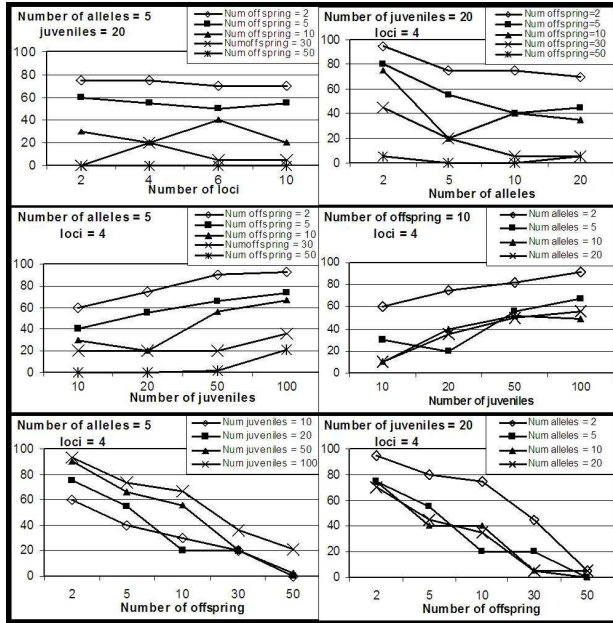 Number of alleles = 5
juveniles = 20
Num offspring = 2
Num offspring = 5
Num offspring = 10
Numoffspring = 30
Num offspring = 50
100
80
60
40
20
0
2 4 6 10
Number of loci
Number of juveniles = 20
loci = 4
Num offspring=2
Num offspring=5
Num offspring=10
Numoffspring=30
Num offspring=50
100
80
60
40
20
0
2 5 10 20
Number of alleles
Number of alleles = 5
loci = 4
Num offspring = 2
Num offspring = 5
Num offspring = 10
Numoffspring = 30
Num offspring = 50
100
80
60
40
20
0
10 20 50 100
Number of juveniles
Number of offspring = 10
loci = 4
Num alleles = 2
Num alleles = 5
Num alleles = 10
Num alleles = 20
100
80
60
40
20
0
10 20 50 100
Number of juveniles
Number of alleles = 5
loci = 4
Num juveniles = 10
Num juveniles = 20
Num juveniles = 50
Num juveniles = 100
100
80
60
40
20
0
2 5 10 30 50
Number of offspring
Number of juveniles = 20
loci = 4
Num alleles = 2
Num alleles = 5
Num alleles = 10
Num alleles = 20
100
80
60
40
20
0
2 5 10 30 50
Number of offspring